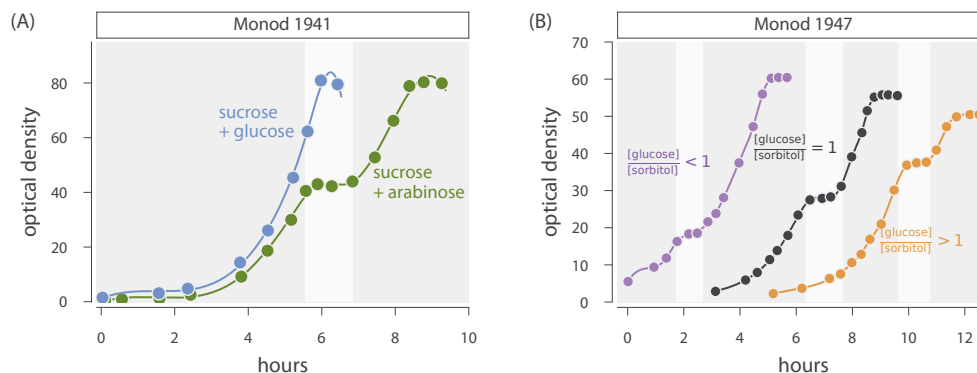 (A)
Monod 1941
optical density
80
60
40
20
0
sucrose
+ glucose
sucrose
+ arabinose
0 2 4 6 8 10
hours
(B)
Monod 1947
optical density
70
60
50
40
30
20
10
0
[glucose]
[sorbitol] < 1
[glucose]
[sorbitol] = 1
[glucose]
[sorbitol] > 1
0 2 4 6 8 10 12
hours